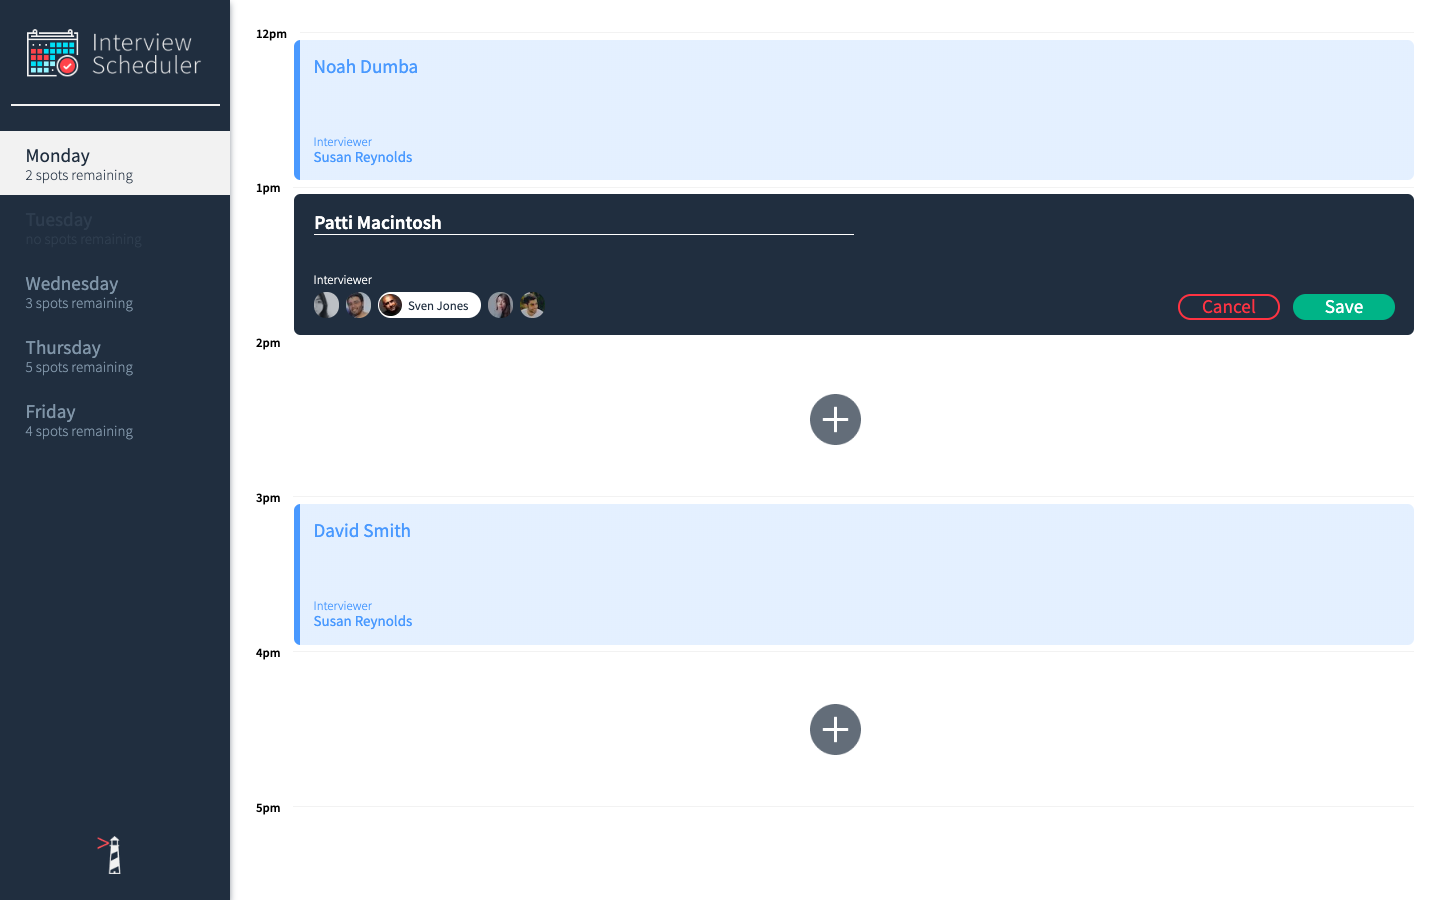 Interview
Scheduler
Monday
2 spots remaining
Tuesday
no spots remaining
Wednesday
3 spots remaining
Thursday
5 spots remaining
Friday
4 spots remaining
12pm
Noah Dumba
Interviewer
Susan Reynolds
1pm
Patti Macintosh
Interviewer
Sven Jones
Cancel
Save
2pm
3pm
David Smith
Interviewer
Susan Reynolds
4pm
5pm